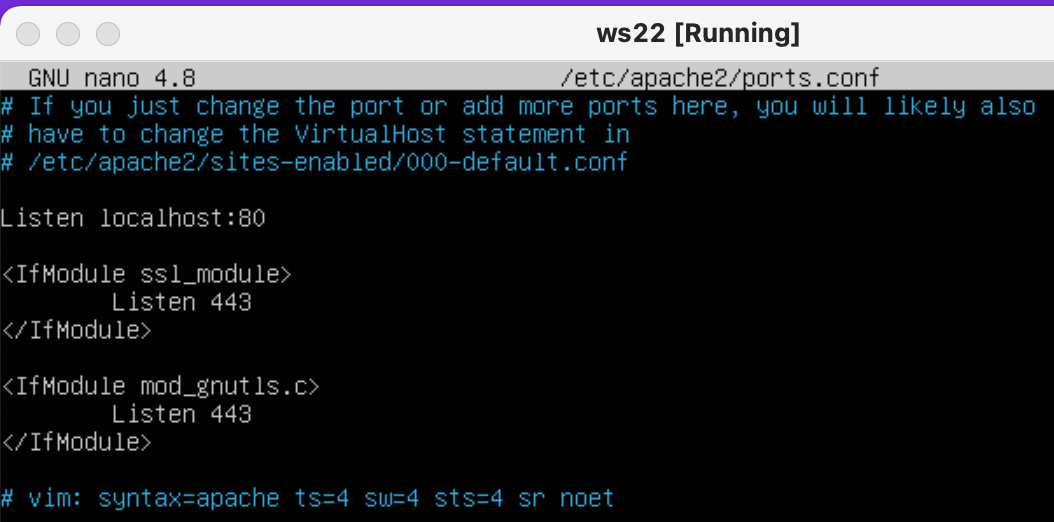 ws22 [Running]
GNU nano 4.8 /etc/apache2/ports.conf
# If you just change the port or add more ports here, you will likely also
# have to change the VirtualHost statement in
# /etc/apache2/sites-enabled/000-default.conf
Listen localhost:80
<IfModule ssl_module>
Listen 443
</IfModule>
<IfModule mod_gnutls.c>
Listen 443
</IfModule>
# vim: syntax=apache ts=4 sw=4 sts=4 sr noet